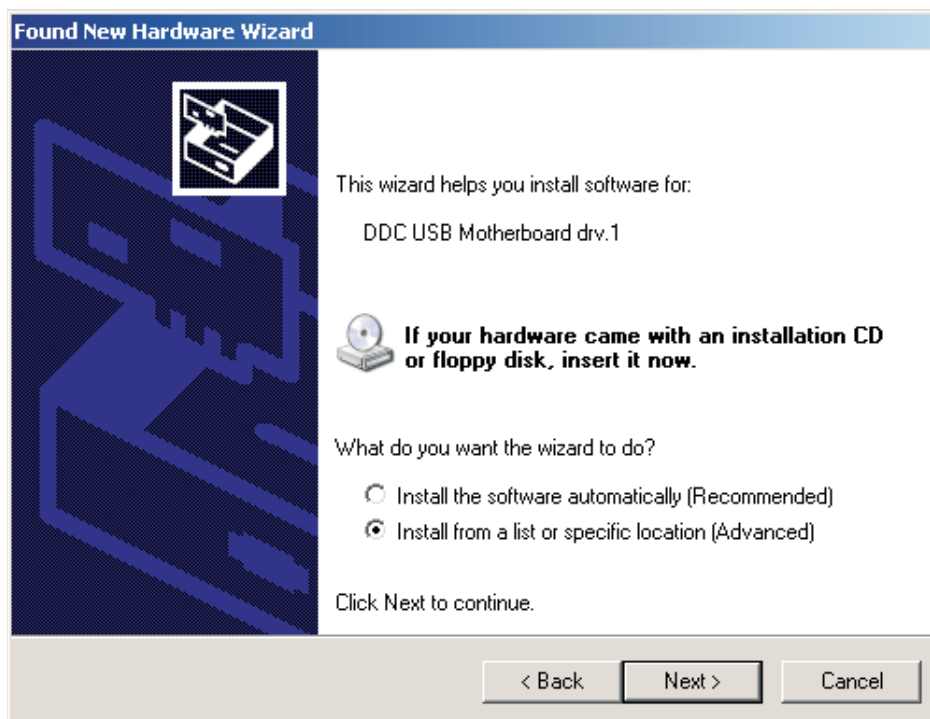 Found New Hardware Wizard
This wizard helps you install software for:
DDC USB Motherboard drv.1
If your hardware came with an installation CD
or floppy disk, insert it now.
What do you want the wizard to do?
Install the software automatically (Recommended)
Install from a list or specific location (Advanced)
Click Next to continue.
< Back
Next >
Cancel